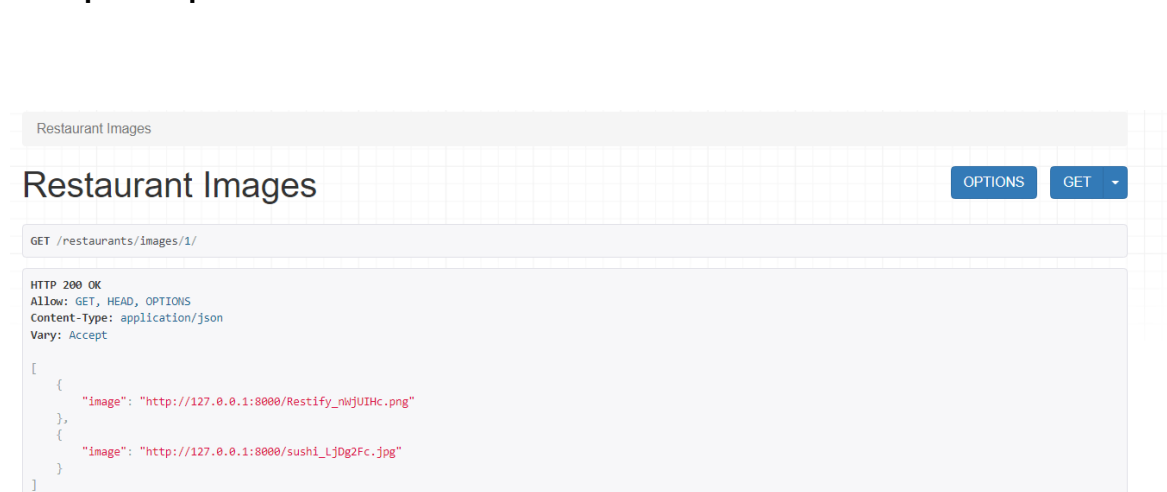 Restaurant Images
Restaurant Images
OPTIONS
GET
GET /restaurants/images/1/
HTTP 200 OK
Allow: GET, HEAD, OPTIONS
Content-Type: application/json
Vary: Accept
[
{
"image": "http://127.0.0.1:8000/Restify_nWjUIHc.png"
},
{
"image": "http://127.0.0.1:8000/sushi_LjDg2Fc.jpg"
}
]